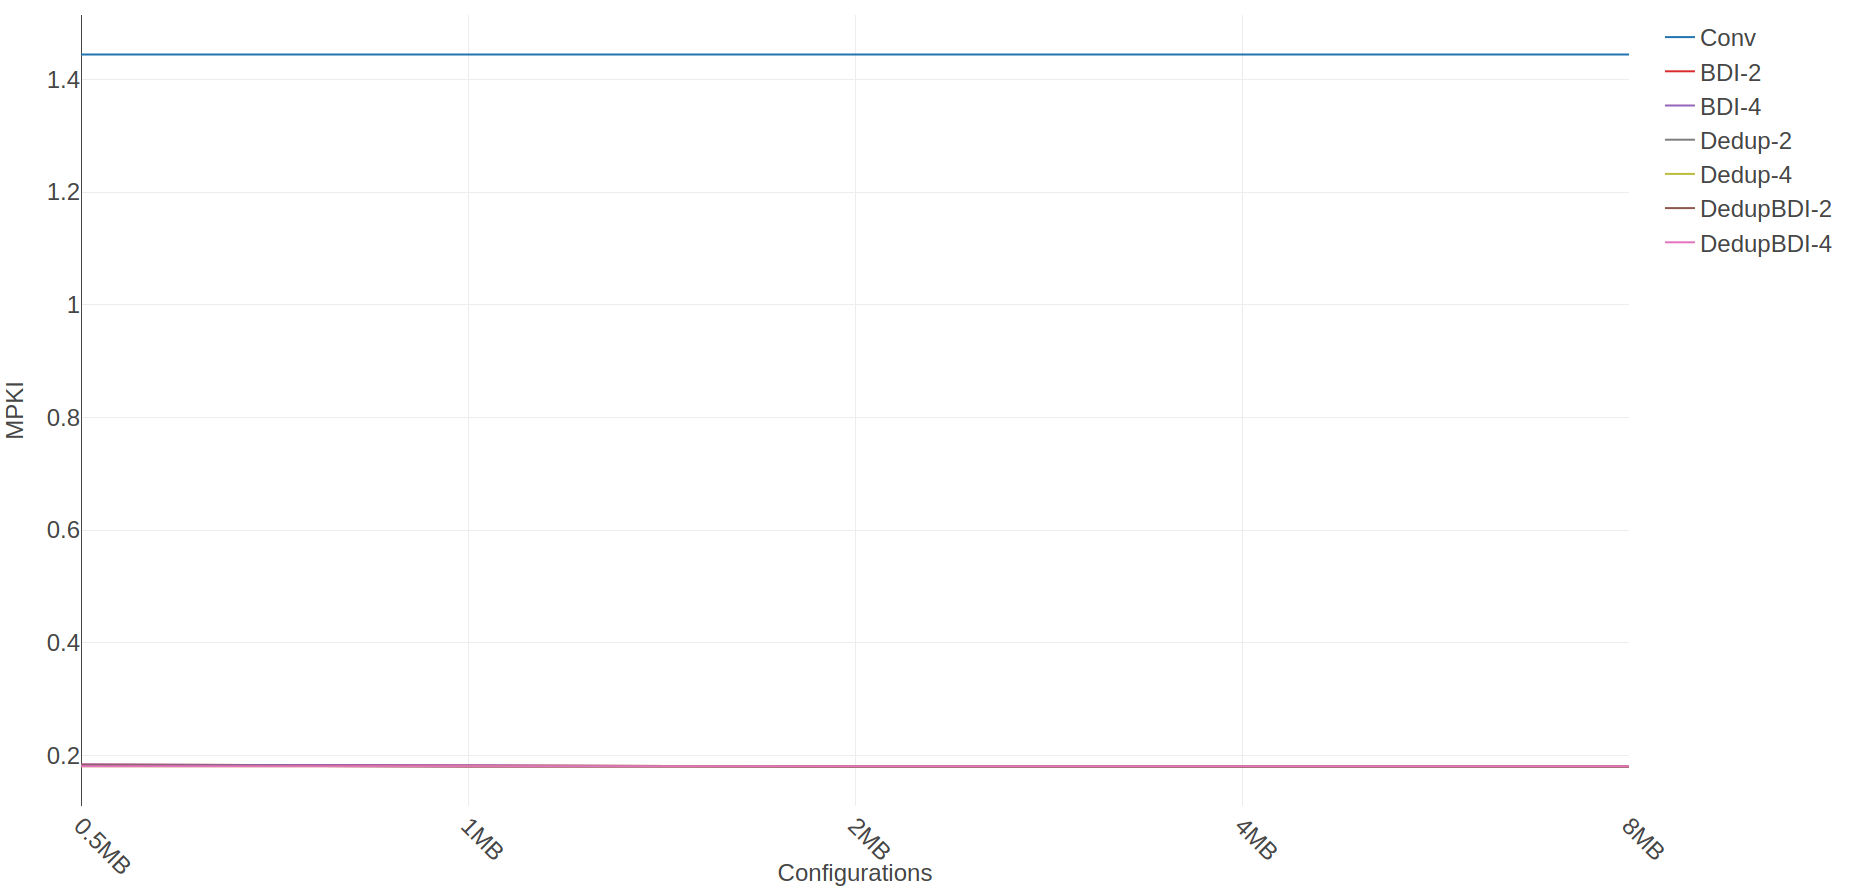 Conv
BDI-2
BDI-4
Dedup-2
Dedup-4
DedupBDI-2
DedupBDI-4
MPKI
1.4
1.2
1
0.8
0.6
0.4
0.2
0.5MB
1MB
2MB
4MB
8MB
Configurations